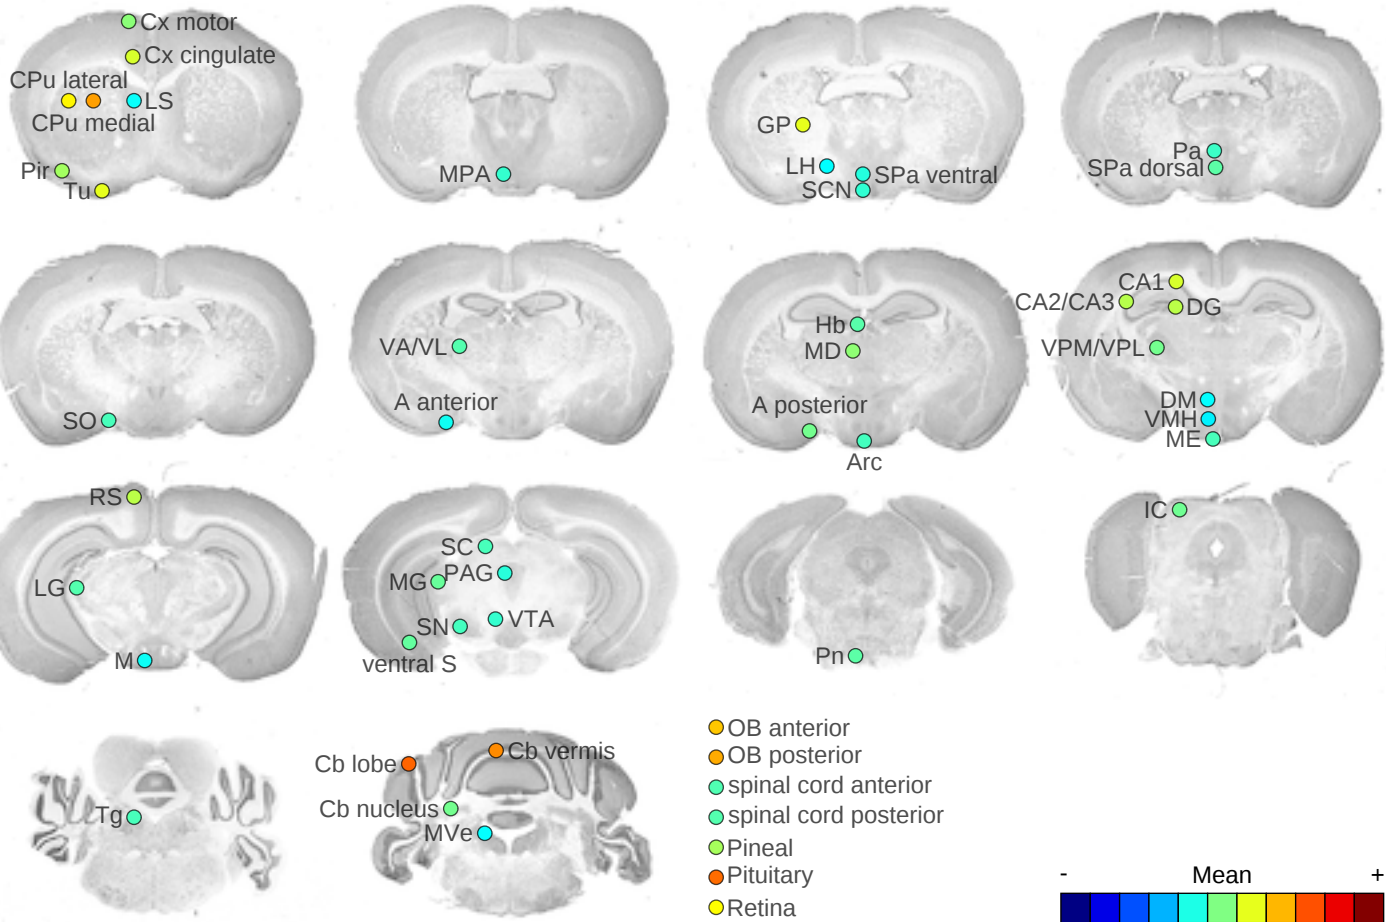 Cx motor
Cx cingulate
CPu lateral
LS
CPu medial
Pir
Tu
MPA
GP
LH
SPa ventral
SCN
Pa
SPa dorsal
SO
VA/VL
A anterior
Hb
MD
A posterior
Arc
CA1
CA2/CA3
DG
VPM/VPL
DM
VMH
ME
RS
LG
M
SC
PAG
MG
SN
VTA
ventral S
Pn
IC
Tg
Cb lobe
Cb vermis
Cb nucleus
MVe
OB anterior
OB posterior
spinal cord anterior
spinal cord posterior
Pineal
Pituitary
Retina
- Mean +